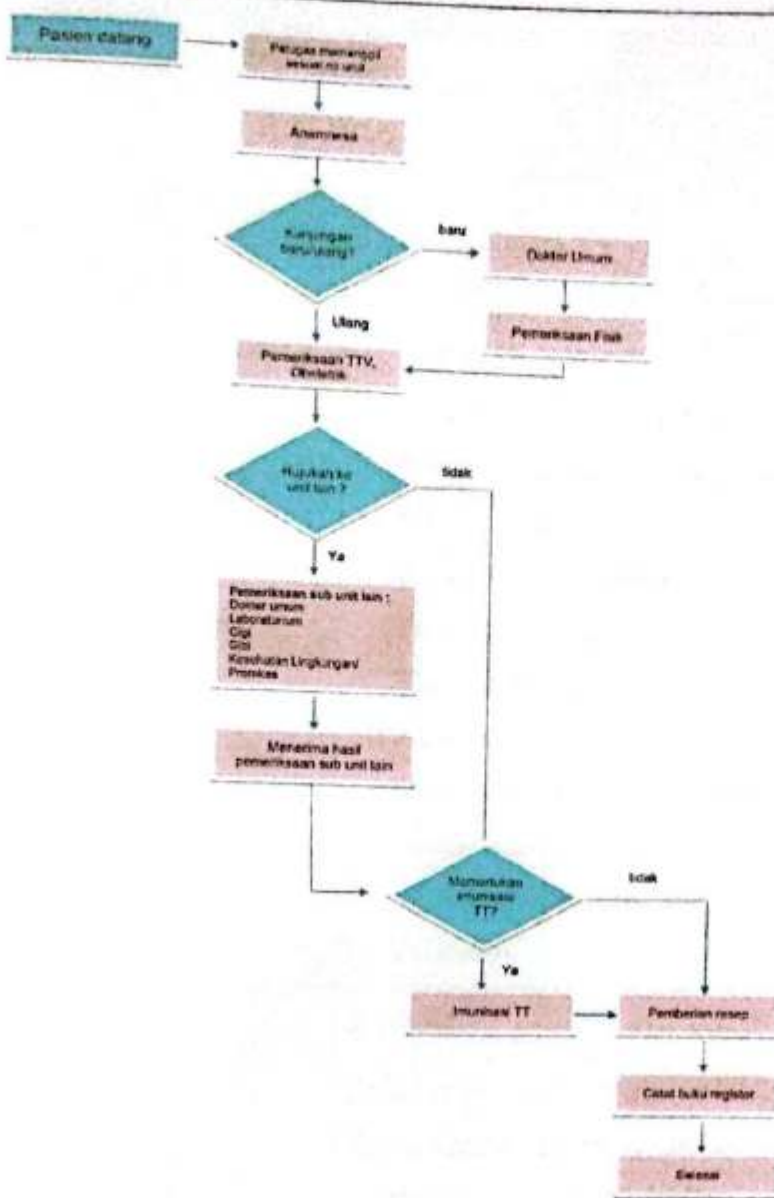 Pasien datang
Petugas memanggil
sesuai no urut
Anamnesa
Kunjungan
baru/ulang?
baru
Dokter Umum
Ulang
Pemeriksaan Fisik
Pemeriksaan TTV,
Obstetrik
Rujukan ke
unit lain ?
tidak
Ya
Pemeriksaan sub unit lain :
Dokter umum
Laboratorium
Gigi
Gizi
Kesehatan Lingkungan/
Promkes
Menerima hasil
pemeriksaan sub unit lain
Memerlukan
imunisasi
TT?
tidak
Ya
Imunisasi TT
Pemberian resep
Catat buku register
Selesai